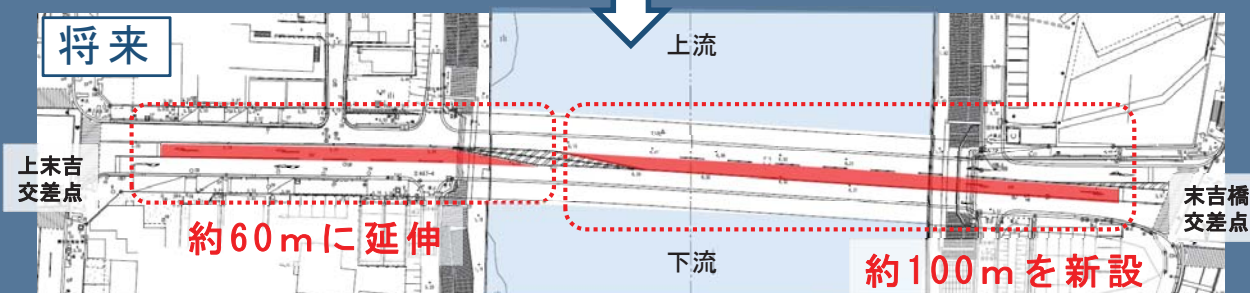 将来
上流
上末吉
交差点
末吉橋
交差点
約60mに延伸
下流
約100mを新設